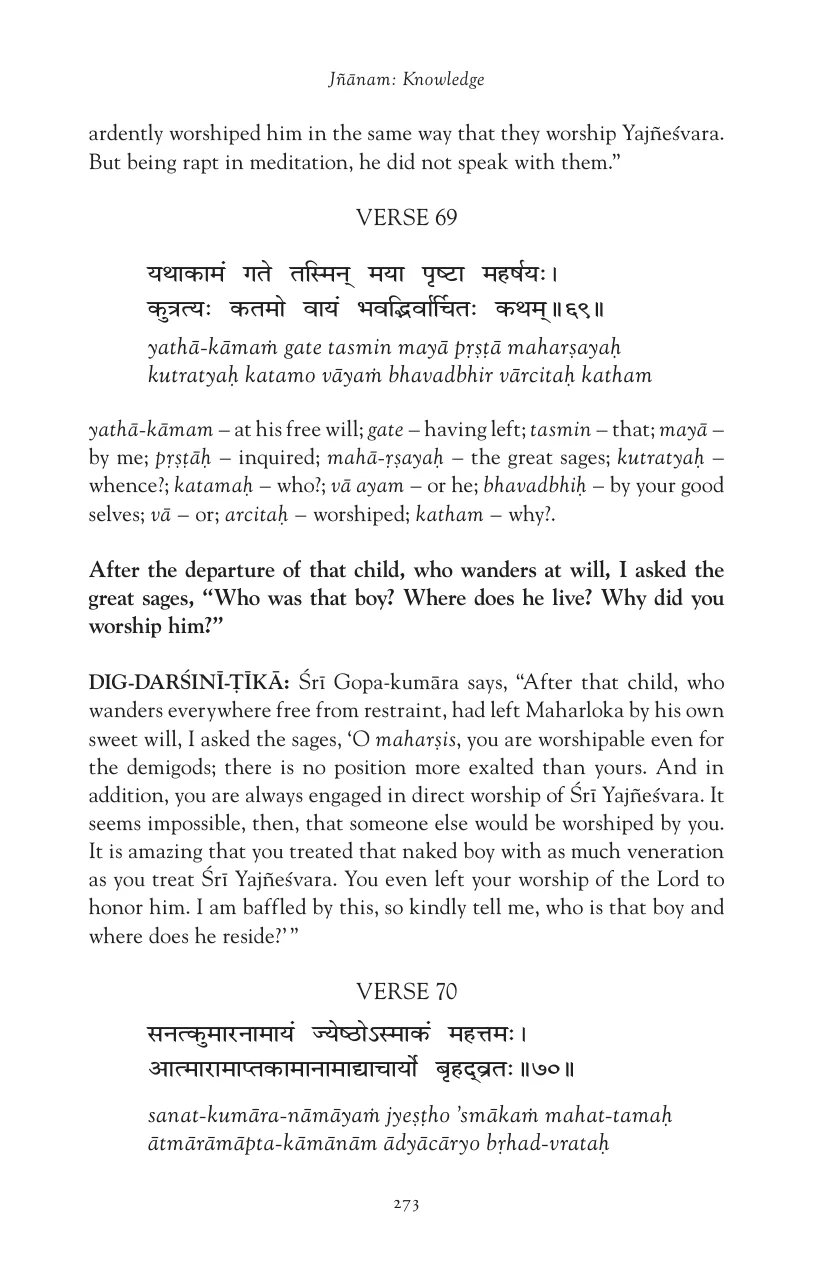 Jñānam: Knowledge
ardently worshiped him in the same way that they worship Yajñeśvara.
But being rapt in meditation, he did not speak with them.”
VERSE 69
यथाकामं गते तस्मिन् मया पृष्टा महर्षयः।
कुत्रत्यः कतमो वायं भवद्भिर्वार्चितः कथम्॥६९॥
yathā-kāmaṁ gate tasmin mayā pṛṣṭā maharṣayaḥ
kutratyaḥ katamo vāyaṁ bhavadbhir vārcitaḥ katham
yathā-kāmam – at his free will; gate – having left; tasmin – that; mayā –
by me; pṛṣṭāḥ – inquired; mahā-ṛṣayaḥ – the great sages; kutratyaḥ –
whence?; katamaḥ – who?; vā ayam – or he; bhavadbhiḥ – by your good
selves; vā – or; arcitaḥ – worshiped; katham – why?.
After the departure of that child, who wanders at will, I asked the
great sages, “Who was that boy? Where does he live? Why did you
worship him?”
DIG-DARŚINĪ-ṬĪKĀ: Śrī Gopa-kumāra says, “After that child, who
wanders everywhere free from restraint, had left Maharloka by his own
sweet will, I asked the sages, ‘O maharṣis, you are worshipable even for
the demigods; there is no position more exalted than yours. And in
addition, you are always engaged in direct worship of Śrī Yajñeśvara. It
seems impossible, then, that someone else would be worshiped by you.
It is amazing that you treated that naked boy with as much veneration
as you treat Śrī Yajñeśvara. You even left your worship of the Lord to
honor him. I am baffled by this, so kindly tell me, who is that boy and
where does he reside?’ ”
VERSE 70
सनत्कुमारनामायं ज्येष्ठोऽस्माकं महत्तमः।
आत्मारामाप्तकामानामाद्याचार्यो बृहद्व्रतः॥७०॥
sanat-kumāra-nāmāyaṁ jyeṣṭho ’smākaṁ mahat-tamaḥ
ātmārāmāpta-kāmānām ādyācāryo bṛhad-vrataḥ
273